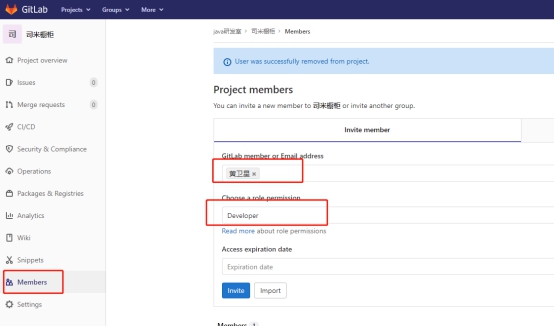 GitLab Projects Groups More
司 司米橱柜
Project overview
Issues 0
Merge requests 0
CI/CD
Security & Compliance
Operations
Packages & Registries
Analytics
Wiki
Snippets
Members
Settings
java研发室 › 司米橱柜 › Members
User was successfully removed from project.
Project members
You can invite a new member to 司米橱柜 or invite another group.
Invite member
GitLab member or Email address
黄卫星 ×
Choose a role permission
Developer
Read more about role permissions
Access expiration date
Expiration date
Invite Import
Members 1